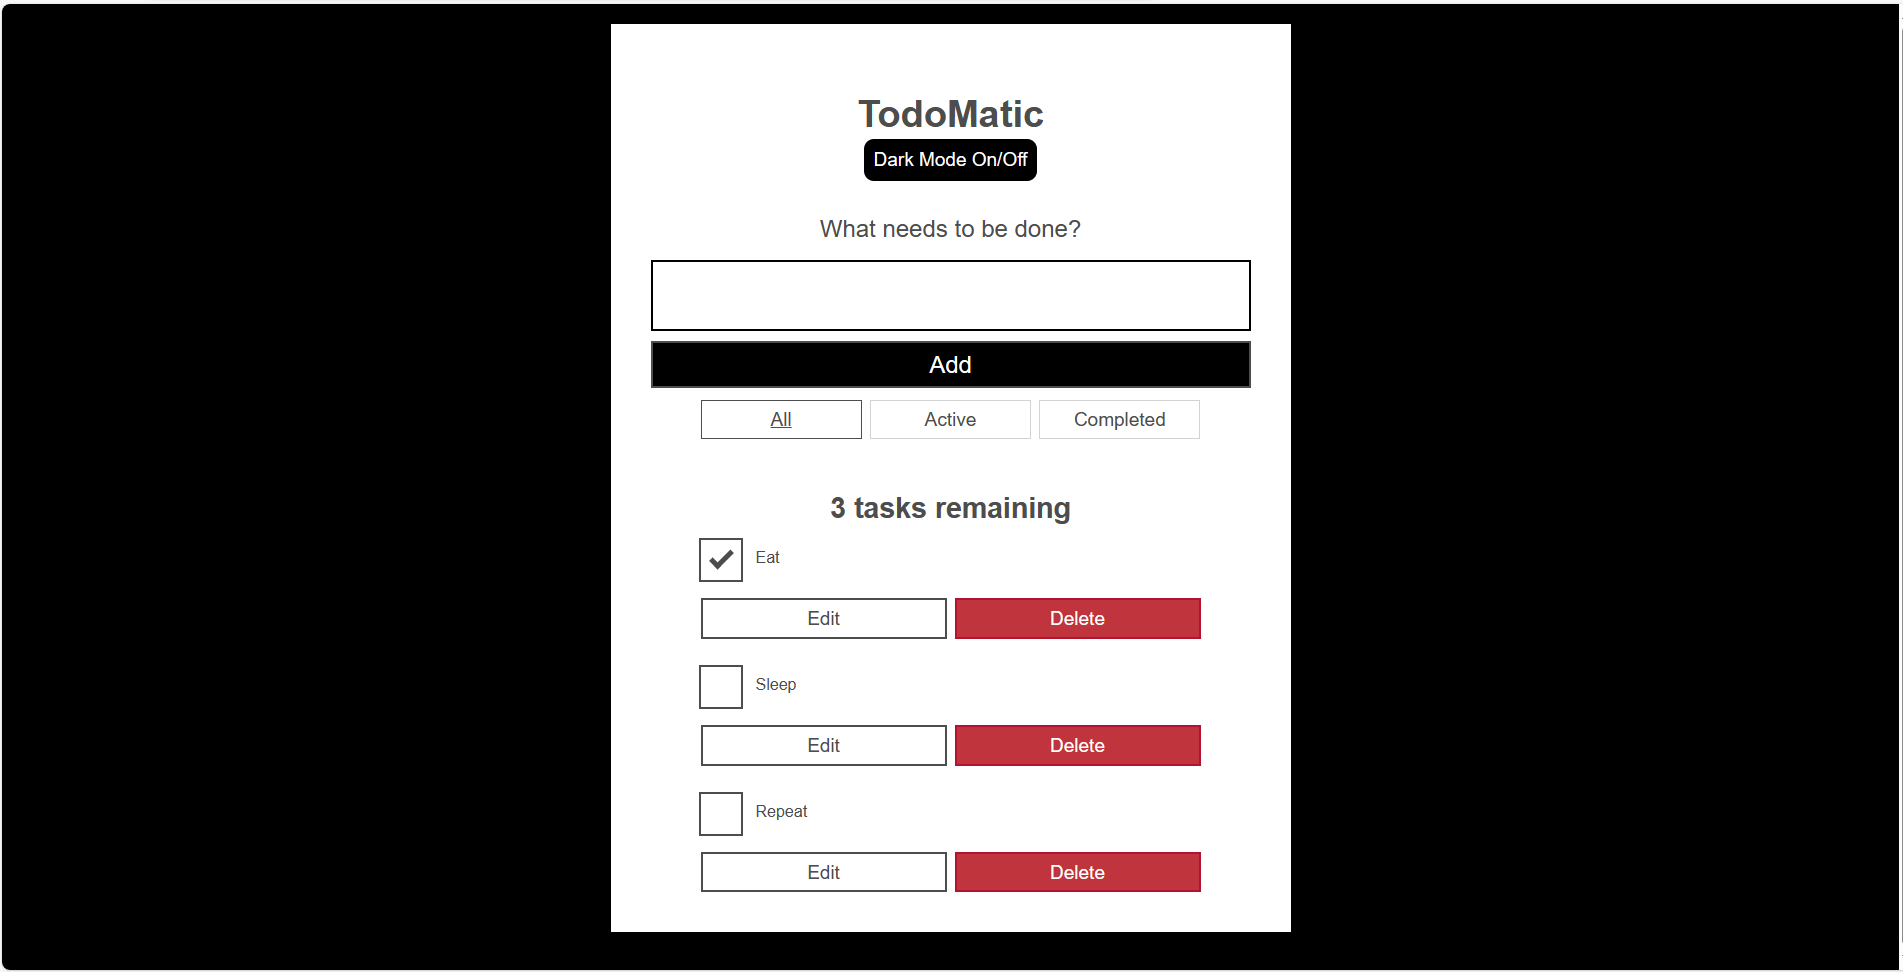 TodoMatic
Dark Mode On/Off
What needs to be done?
Add
All Active Completed
3 tasks remaining
Eat
Edit Delete
Sleep
Edit Delete
Repeat
Edit Delete